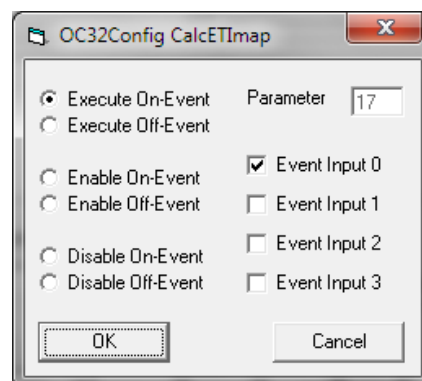 OC32Config CalcETImap
Execute On-Event
Execute Off-Event
Enable On-Event
Enable Off-Event
Disable On-Event
Disable Off-Event
Parameter 17
Event Input 0
Event Input 1
Event Input 2
Event Input 3
OK
Cancel